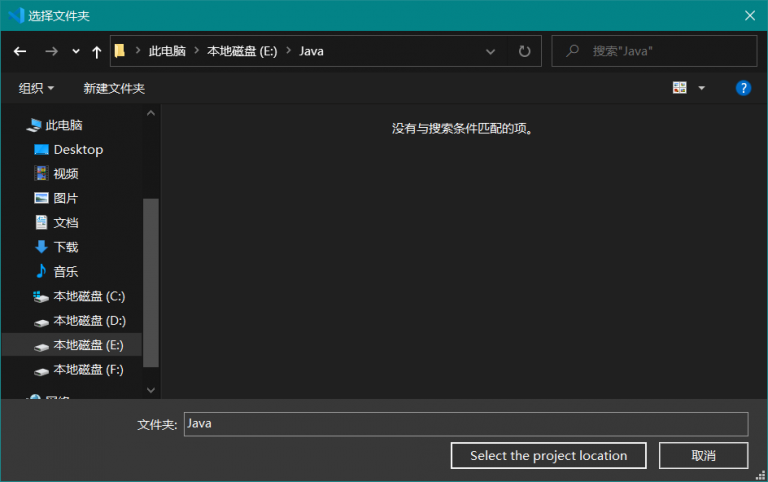 选择文件夹
此电脑 本地磁盘 (E:) Java
搜索"Java"
组织 新建文件夹
?
没有与搜索条件匹配的项。
此电脑
Desktop
视频
图片
文档
下载
音乐
本地磁盘 (C:)
本地磁盘 (D:)
本地磁盘 (E:)
本地磁盘 (F:)
文件夹: Java
Select the project location 取消